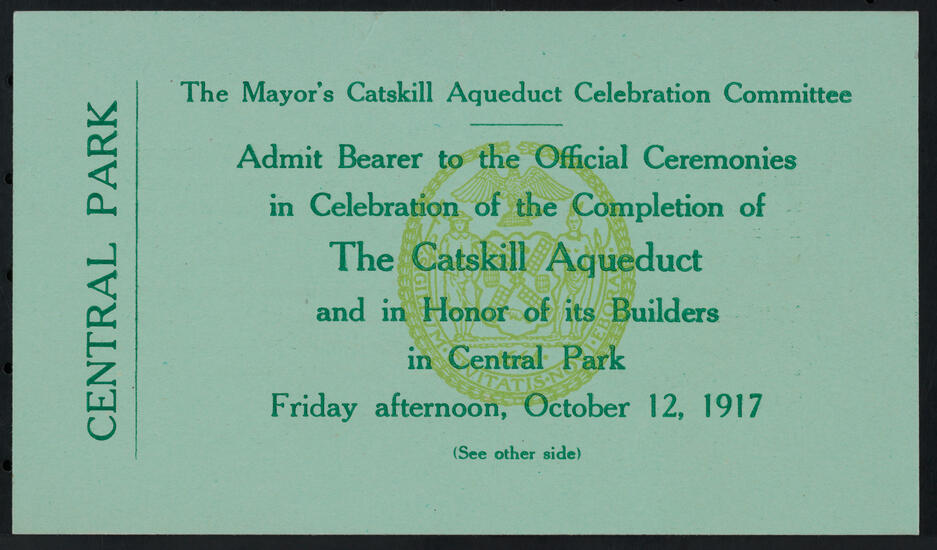 CENTRAL PARK
The Mayor's Catskill Aqueduct Celebration Committee
Admit Bearer to the Official Ceremonies
in Celebration of the Completion of
The Catskill Aqueduct
and in Honor of its Builders
in Central Park
Friday afternoon, October 12, 1917
(See other side)